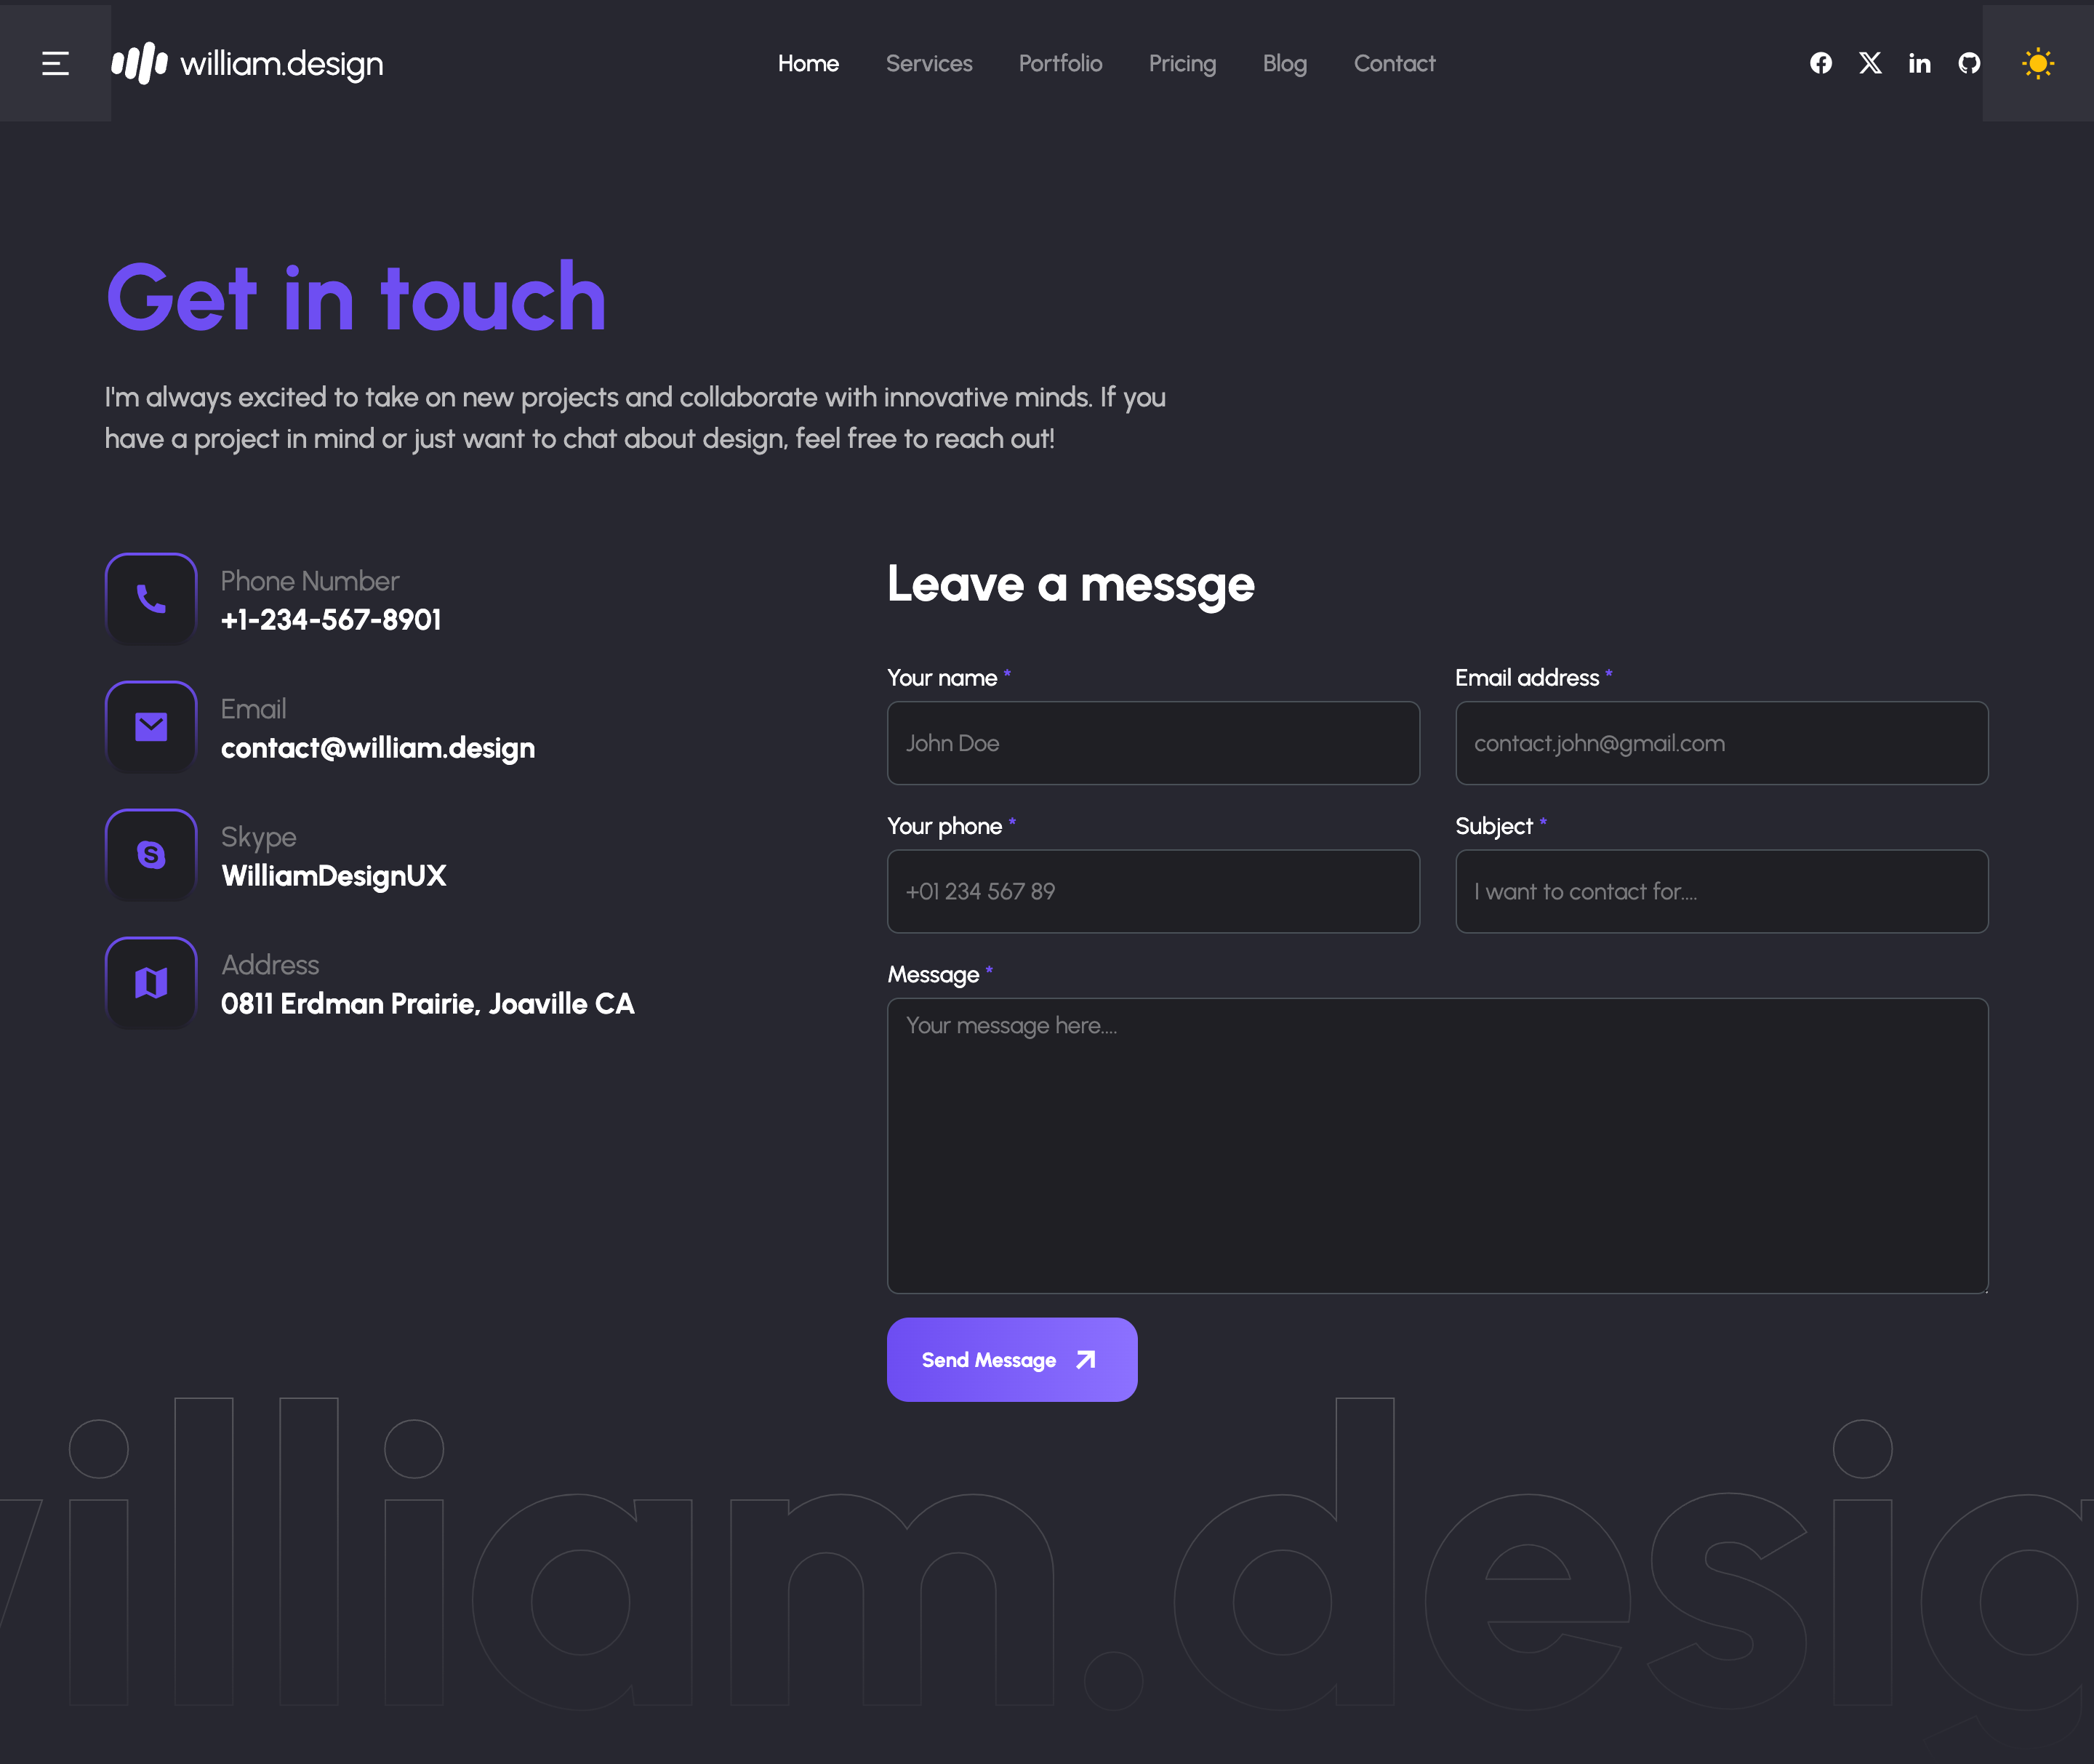 william.design
Home Services Portfolio Pricing Blog Contact
Get in touch
I'm always excited to take on new projects and collaborate with innovative minds. If you
have a project in mind or just want to chat about design, feel free to reach out!
Phone Number
+1-234-567-8901
Email
contact@william.design
Skype
WilliamDesignUX
Address
0811 Erdman Prairie, Joaville CA
Leave a messge
Your name * Email address *
John Doe contact.john@gmail.com
Your phone * Subject *
+01 234 567 89 I want to contact for....
Message *
Your message here....
Send Message
william.desig